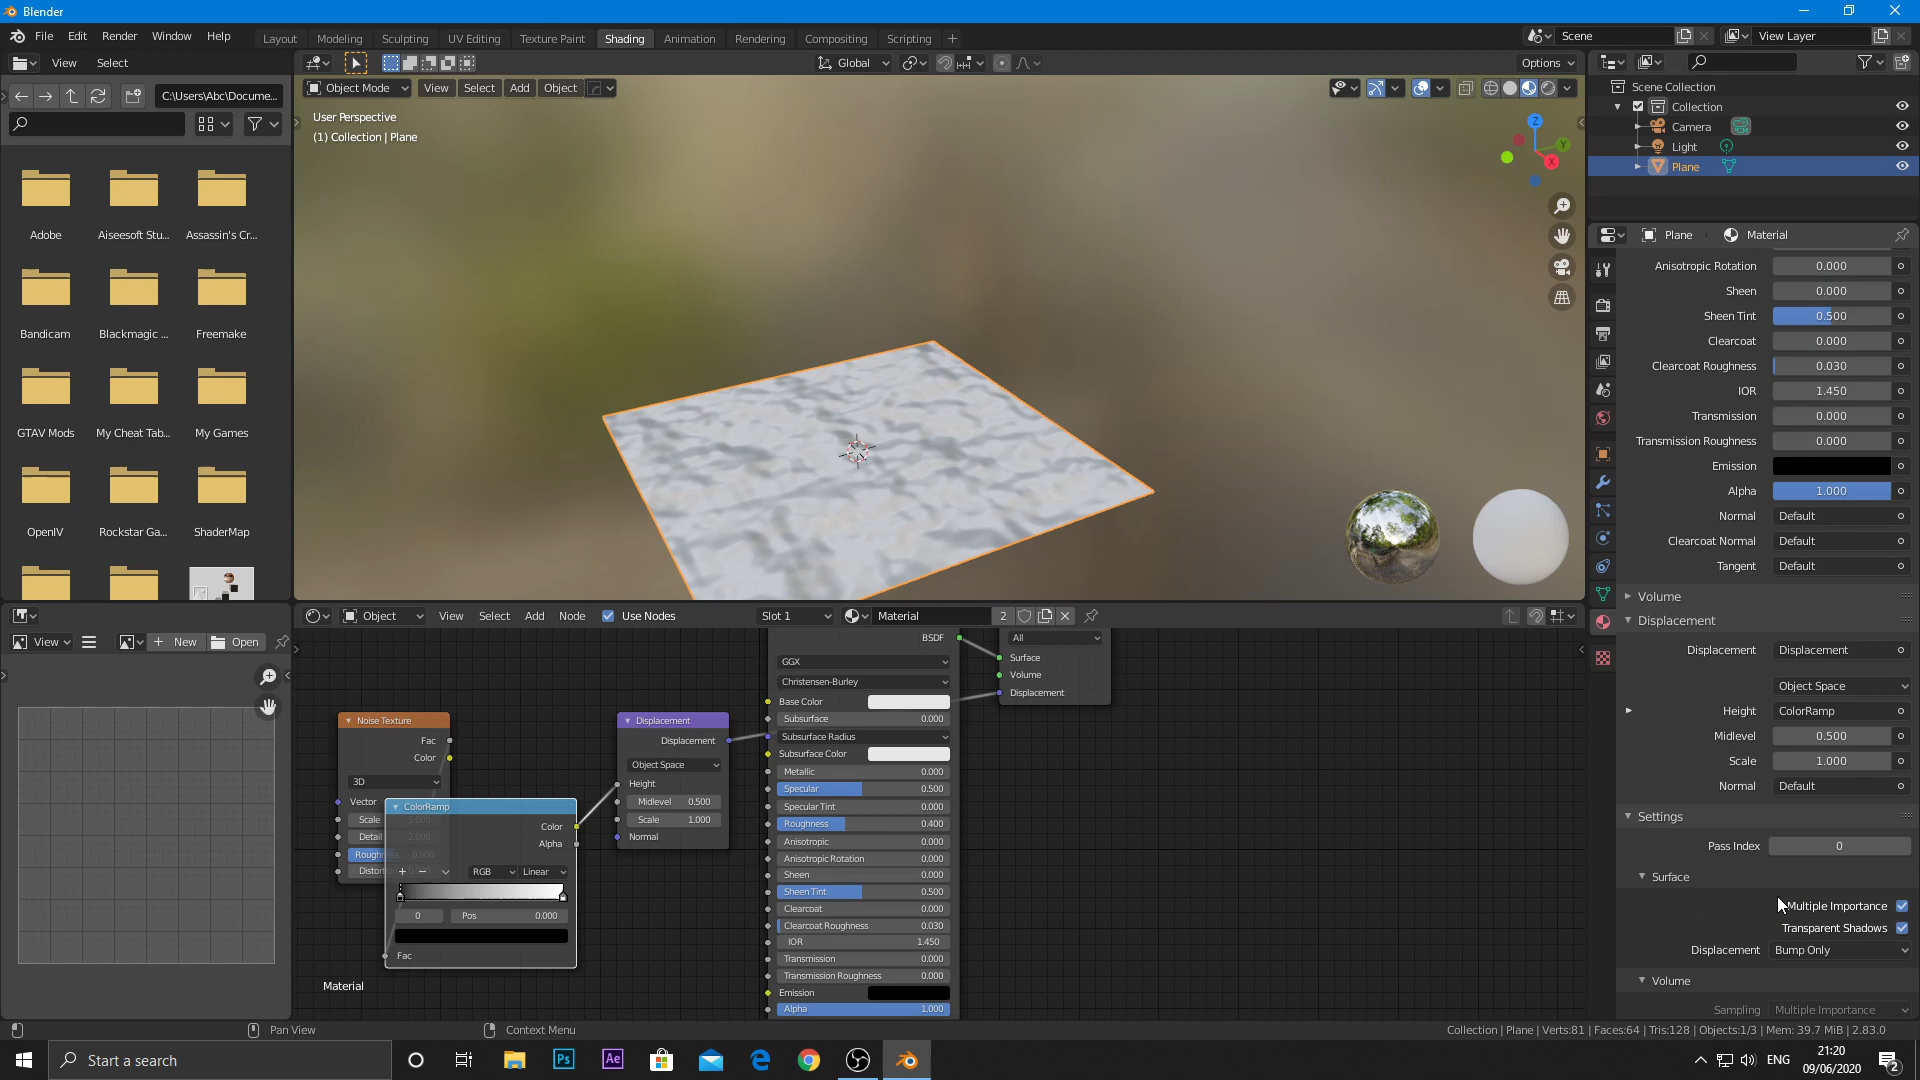 Blender
File Edit Render Window Help
Layout Modeling Sculpting UV Editing Texture Paint Shading Animation Rendering Compositing Scripting
Scene View Layer
View Select
Global Options
C:\Users\Abc\Docume...
Object Mode View Select Add Object
User Perspective
(1) Collection | Plane
Z
Y
X
Adobe Aiseesoft Stu... Assassin's Cr...
Bandicam Blackmagic ... Freemake
GTAV Mods My Cheat Tab... My Games
OpenIV Rockstar Ga... ShaderMap
Scene Collection
Collection
Camera
Light
Plane
Plane Material
Anisotropic Rotation 0.000
Sheen 0.000
Sheen Tint 0.500
Clearcoat 0.000
Clearcoat Roughness 0.030
IOR 1.450
Transmission 0.000
Transmission Roughness 0.000
Emission
Alpha 1.000
Normal Default
Clearcoat Normal Default
Tangent Default
Volume
Displacement
Displacement Displacement
Object Space
Height ColorRamp
Midlevel 0.500
Scale 1.000
Normal Default
Settings
Pass Index 0
Surface
Multiple Importance
Transparent Shadows
Displacement Bump Only
Volume
Sampling Multiple Importance
View New Open
Object View Select Add Node Use Nodes Slot 1 Material 2
Noise Texture
Fac
Color
3D
Vector
Scale 5.000
Detail 2.000
Roughness 0.500
Distor
ColorRamp
Color
Alpha
RGB Linear
0 Pos 0.000
Fac
Displacement
Displacement
Object Space
Height
Midlevel 0.500
Scale 1.000
Normal
BSDF
GGX
Christensen-Burley
Base Color
Subsurface 0.000
Subsurface Radius
Subsurface Color
Metallic 0.000
Specular 0.500
Specular Tint 0.000
Roughness 0.400
Anisotropic 0.000
Anisotropic Rotation 0.000
Sheen 0.000
Sheen Tint 0.500
Clearcoat 0.000
Clearcoat Roughness 0.030
IOR 1.450
Transmission 0.000
Transmission Roughness 0.000
Emission
Alpha 1.000
All
Surface
Volume
Displacement
Material
Pan View Context Menu
Collection | Plane | Verts:81 | Faces:64 | Tris:128 | Objects:1/3 | Mem: 39.7 MiB | 2.83.0
Start a search
Ps
Ae
ENG
21:20
09/06/2020
2